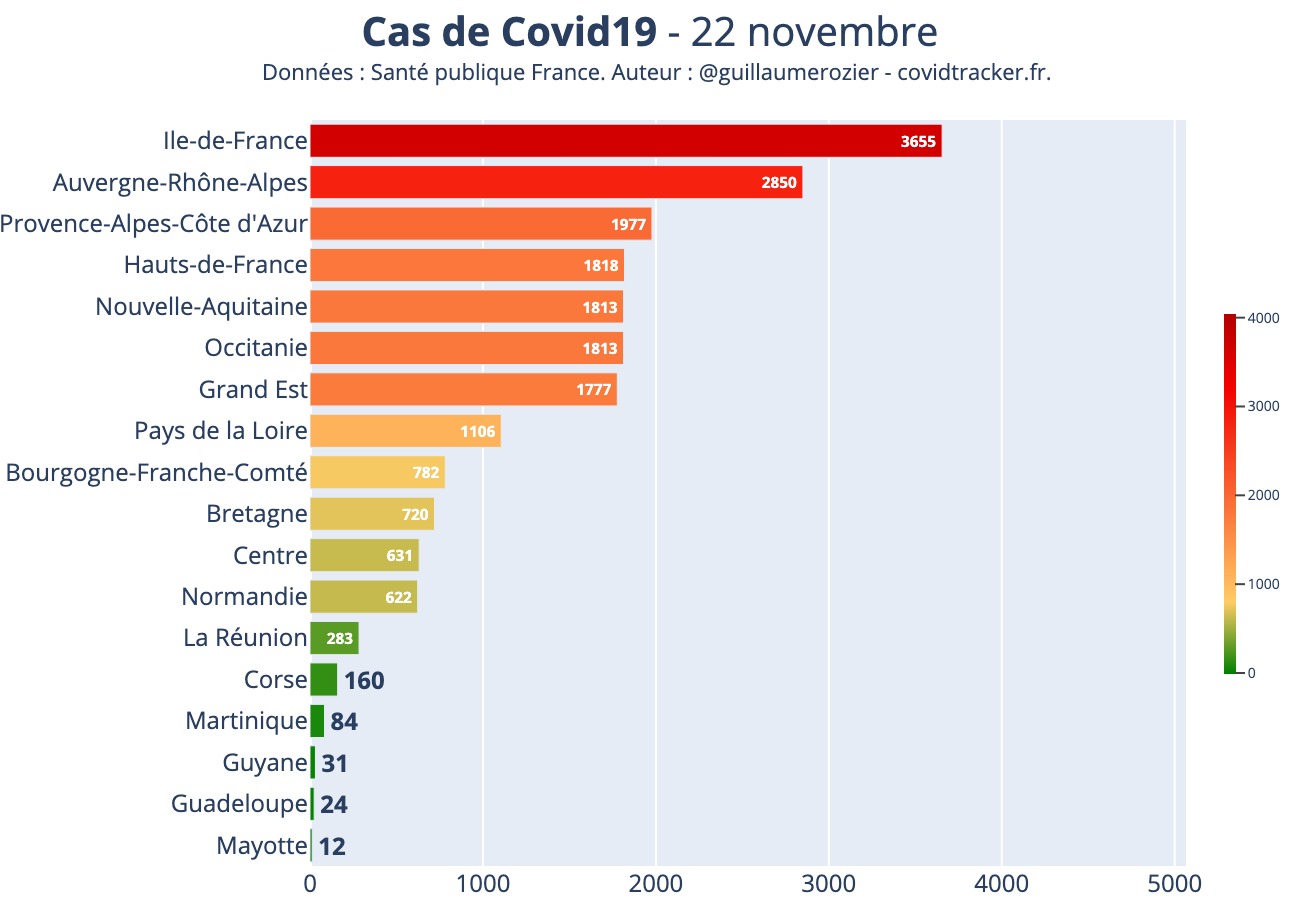 Cas de Covid19 - 22 novembre
Données : Santé publique France. Auteur : @guillaumerozier - covidtracker.fr.
Ile-de-France 3655
Auvergne-Rhône-Alpes 2850
Provence-Alpes-Côte d'Azur 1977
Hauts-de-France 1818
Nouvelle-Aquitaine 1813
Occitanie 1813
Grand Est 1777
Pays de la Loire 1106
Bourgogne-Franche-Comté 782
Bretagne 720
Centre 631
Normandie 622
La Réunion 283
Corse 160
Martinique 84
Guyane 31
Guadeloupe 24
Mayotte 12
0 1000 2000 3000 4000 5000
4000
3000
2000
1000
0